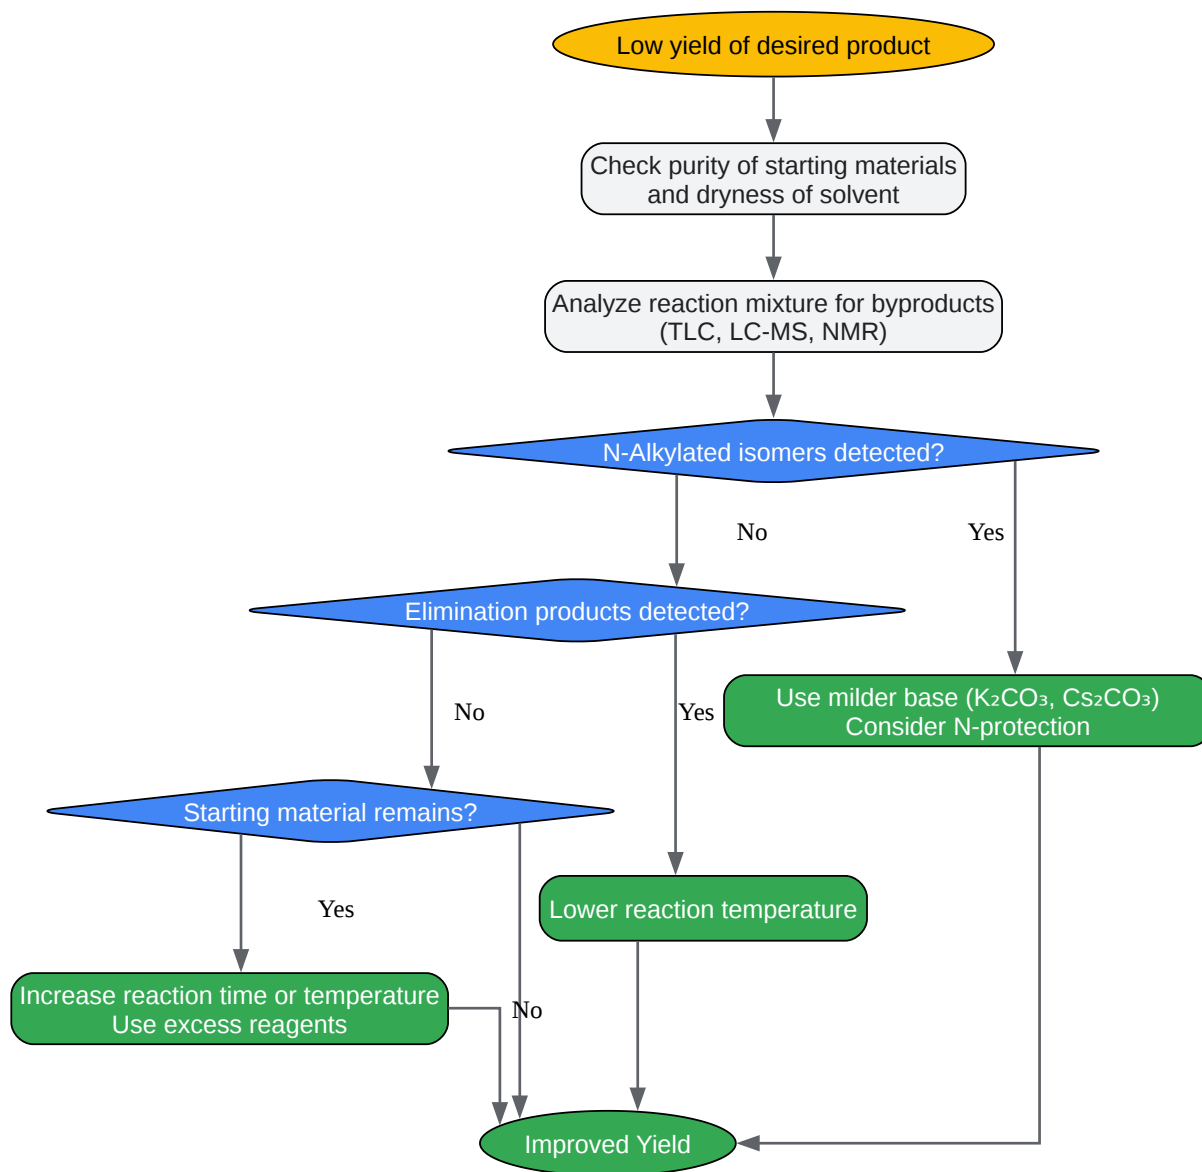 Low yield of desired product
Check purity of starting materials
and dryness of solvent
Analyze reaction mixture for byproducts
(TLC, LC-MS, NMR)
N-Alkylated isomers detected?
No
Yes
Elimination products detected?
No
Yes
Use milder base (K₂CO₃, Cs₂CO₃)
Consider N-protection
Starting material remains?
Yes
Lower reaction temperature
Increase reaction time or temperature
Use excess reagents
No
Improved Yield